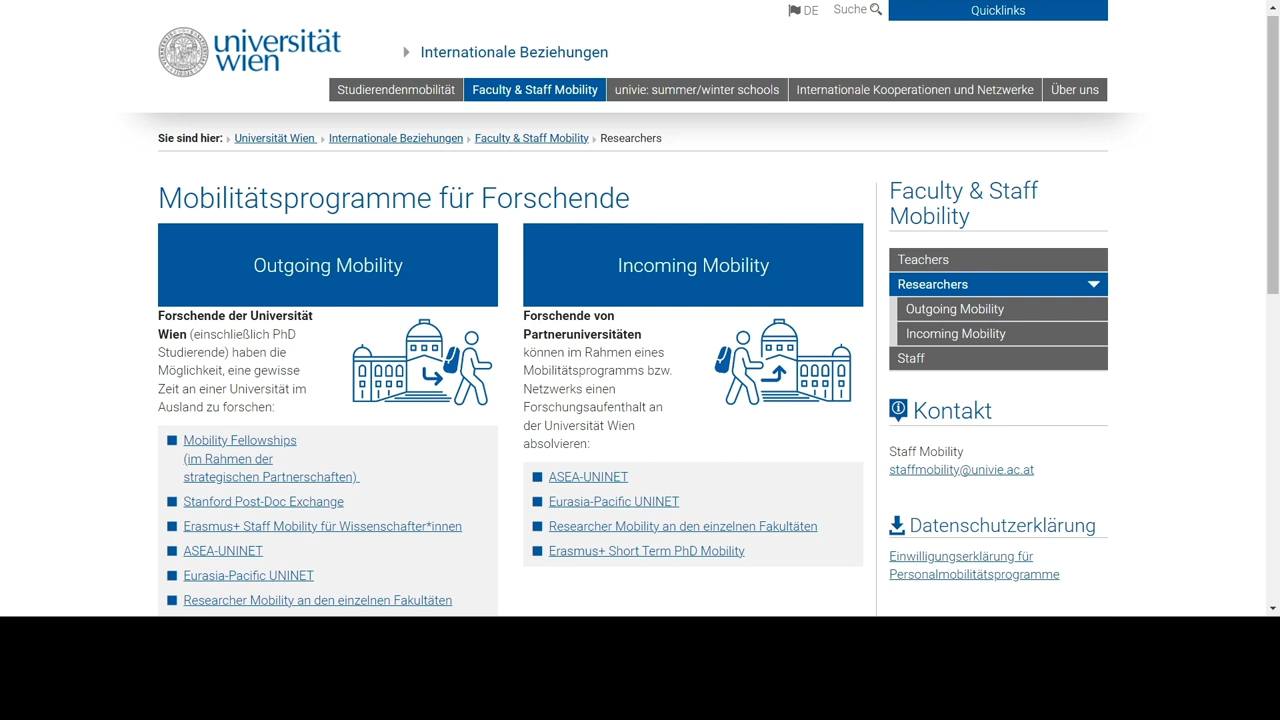 DE
Suche
Quicklinks
universität
wien
Internationale Beziehungen
Studierendenmobilität
Faculty & Staff Mobility
univie: summer/winter schools
Internationale Kooperationen und Netzwerke
Über uns
Sie sind hier: Universität Wien Internationale Beziehungen Faculty & Staff Mobility Researchers
Mobilitätsprogramme für Forschende
Outgoing Mobility
Forschende der Universität
Wien (einschließlich PhD
Studierende) haben die
Möglichkeit, eine gewisse
Zeit an einer Universität im
Ausland zu forschen:
Mobility Fellowships
(im Rahmen der
strategischen Partnerschaften)
Stanford Post-Doc Exchange
Erasmus+ Staff Mobility für Wissenschafter*innen
ASEA-UNINET
Eurasia-Pacific UNINET
Researcher Mobility an den einzelnen Fakultäten
Incoming Mobility
Forschende von
Partneruniversitäten
können im Rahmen eines
Mobilitätsprogramms bzw.
Netzwerks einen
Forschungsaufenthalt an
der Universität Wien
absolvieren:
ASEA-UNINET
Eurasia-Pacific UNINET
Researcher Mobility an den einzelnen Fakultäten
Erasmus+ Short Term PhD Mobility
Faculty & Staff
Mobility
Teachers
Researchers
Outgoing Mobility
Incoming Mobility
Staff
Kontakt
Staff Mobility
staffmobility@univie.ac.at
Datenschutzerklärung
Einwilligungserklärung für
Personalmobilitätsprogramme